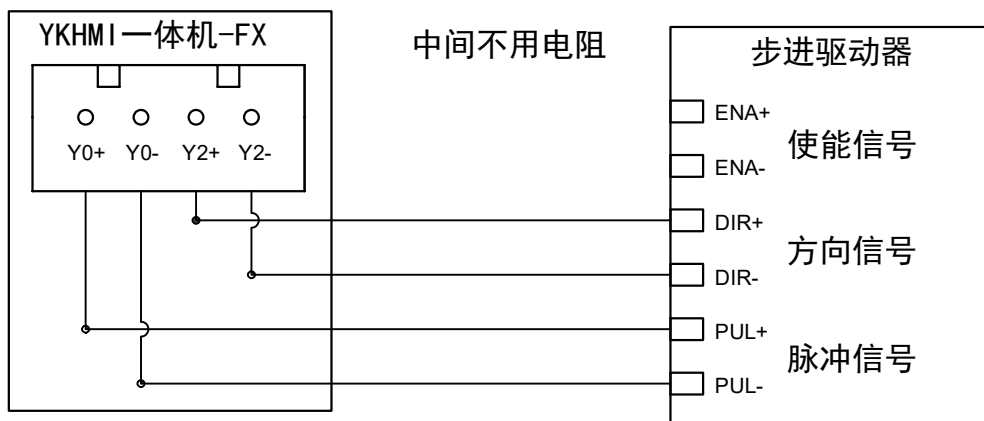 YKHMI一体机-FX
中间不用电阻
步进驱动器
Y0+ Y0- Y2+ Y2-
ENA+
使能信号
ENA-
DIR+
方向信号
DIR-
PUL+
脉冲信号
PUL-